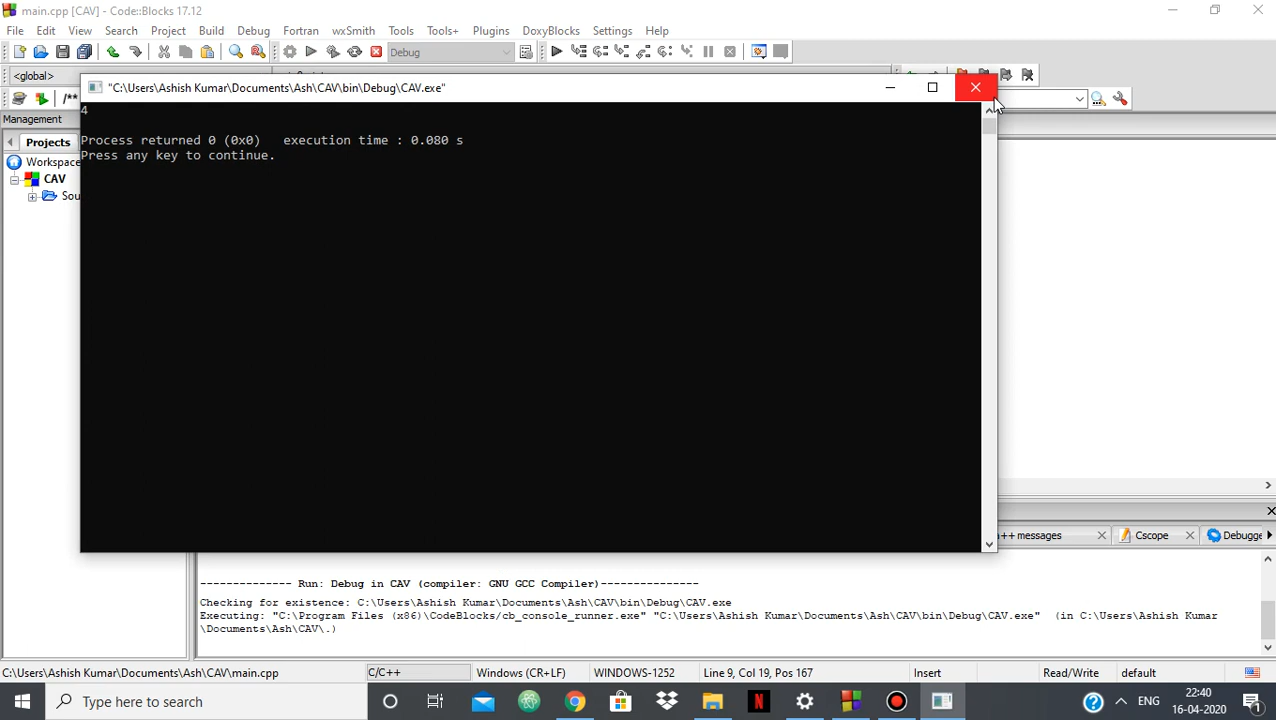 main.cpp [CAV] - Code::Blocks 17.12
File Edit View Search Project Build Debug Fortran wxSmith Tools Tools+ Plugins DoxyBlocks Settings Help
Debug
<global>
"C:\Users\Ashish Kumar\Documents\Ash\CAV\bin\Debug\CAV.exe"
/**
4
Management
Projects
Process returned 0 (0x0) execution time : 0.080 s
Press any key to continue.
Workspace
CAV
Sou
++ messages Cscope Debugge
-------------- Run: Debug in CAV (compiler: GNU GCC Compiler)---------------
Checking for existence: C:\Users\Ashish Kumar\Documents\Ash\CAV\bin\Debug\CAV.exe
Executing: "C:\Program Files (x86)\CodeBlocks/cb_console_runner.exe" "C:\Users\Ashish Kumar\Documents\Ash\CAV\bin\Debug\CAV.exe" (in C:\Users\Ashish Kumar
\Documents\Ash\CAV\.)
C:\Users\Ashish Kumar\Documents\Ash\CAV\main.cpp C/C++ Windows (CR+LF) WINDOWS-1252 Line 9, Col 19, Pos 167 Insert Read/Write default
Type here to search
ENG
22:40
16-04-2020
1